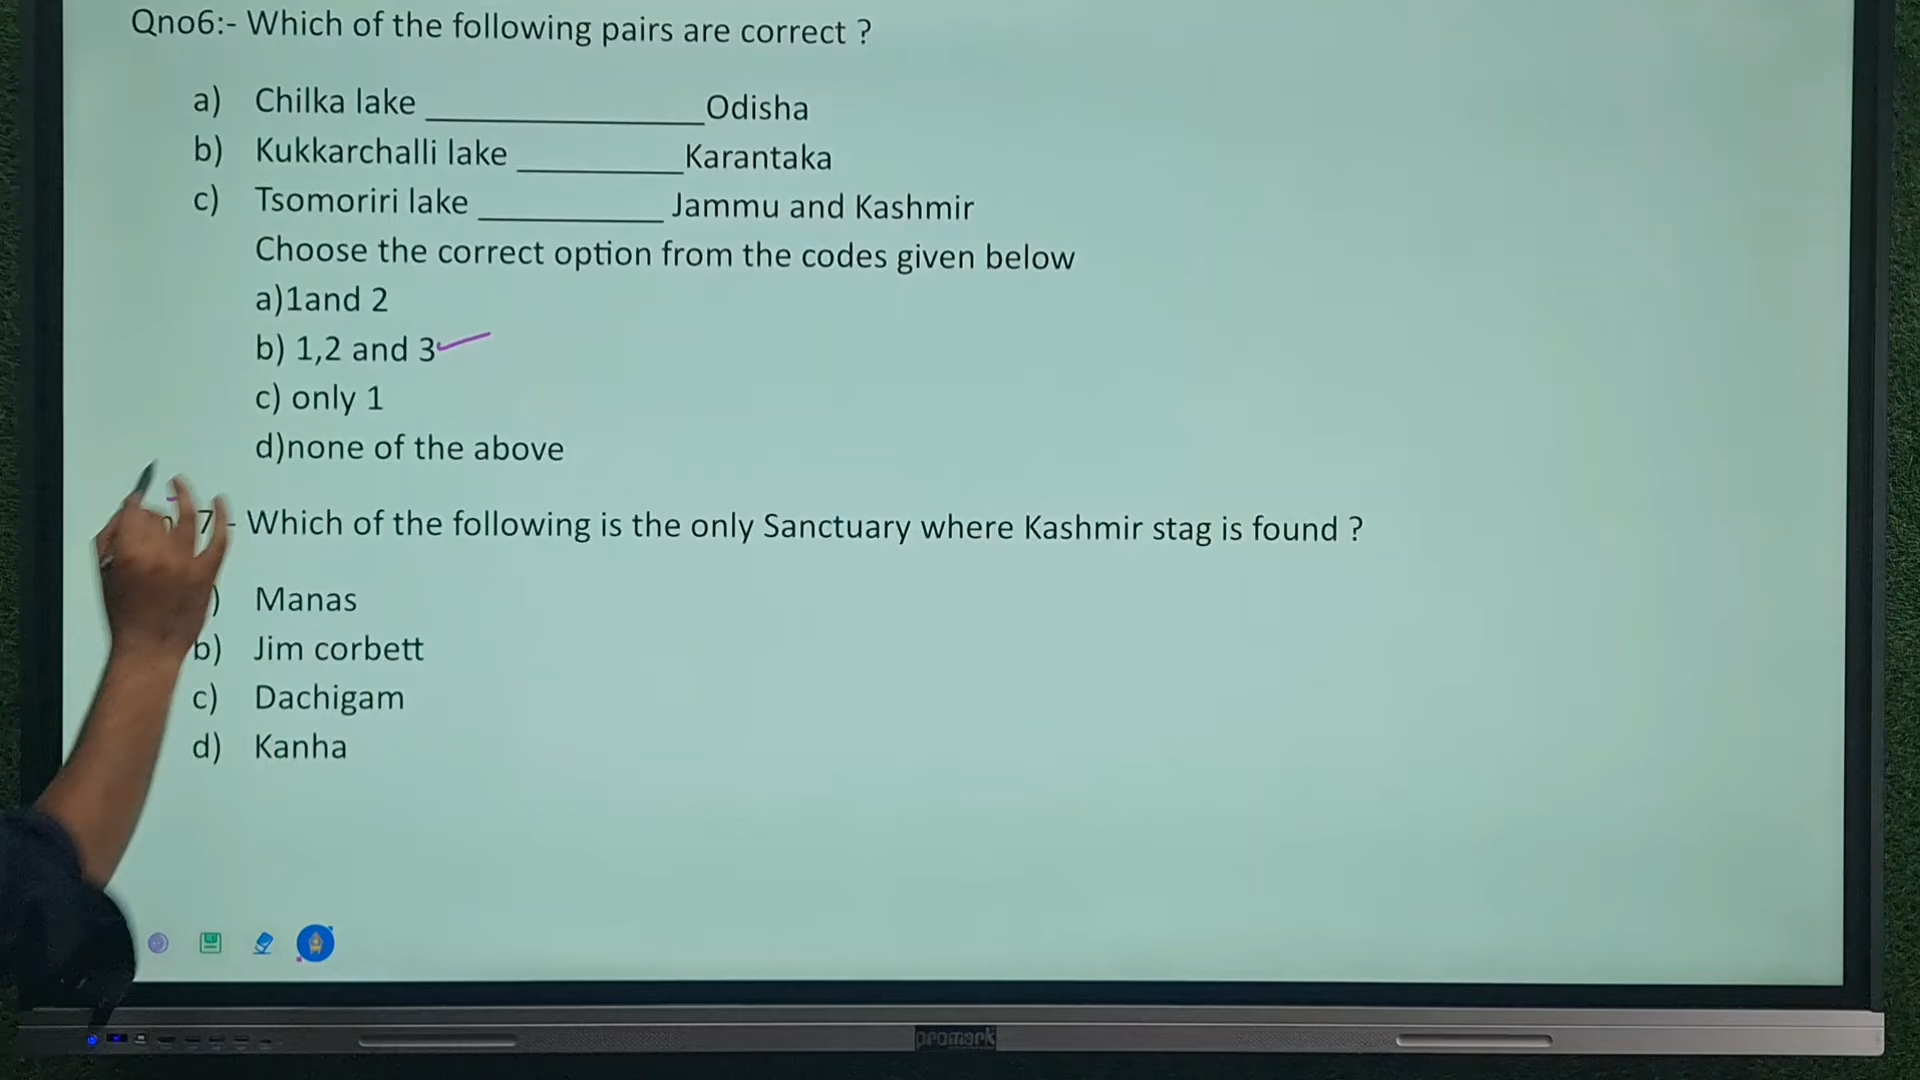 Qno6:- Which of the following pairs are correct ?
a) Chilka lake _______________Odisha
b) Kukkarchalli lake _________Karantaka
c) Tsomoriri lake __________ Jammu and Kashmir
Choose the correct option from the codes given below
a)1and 2
b) 1,2 and 3
c) only 1
d)none of the above
7:- Which of the following is the only Sanctuary where Kashmir stag is found ?
) Manas
b) Jim corbett
c) Dachigam
d) Kanha
promark